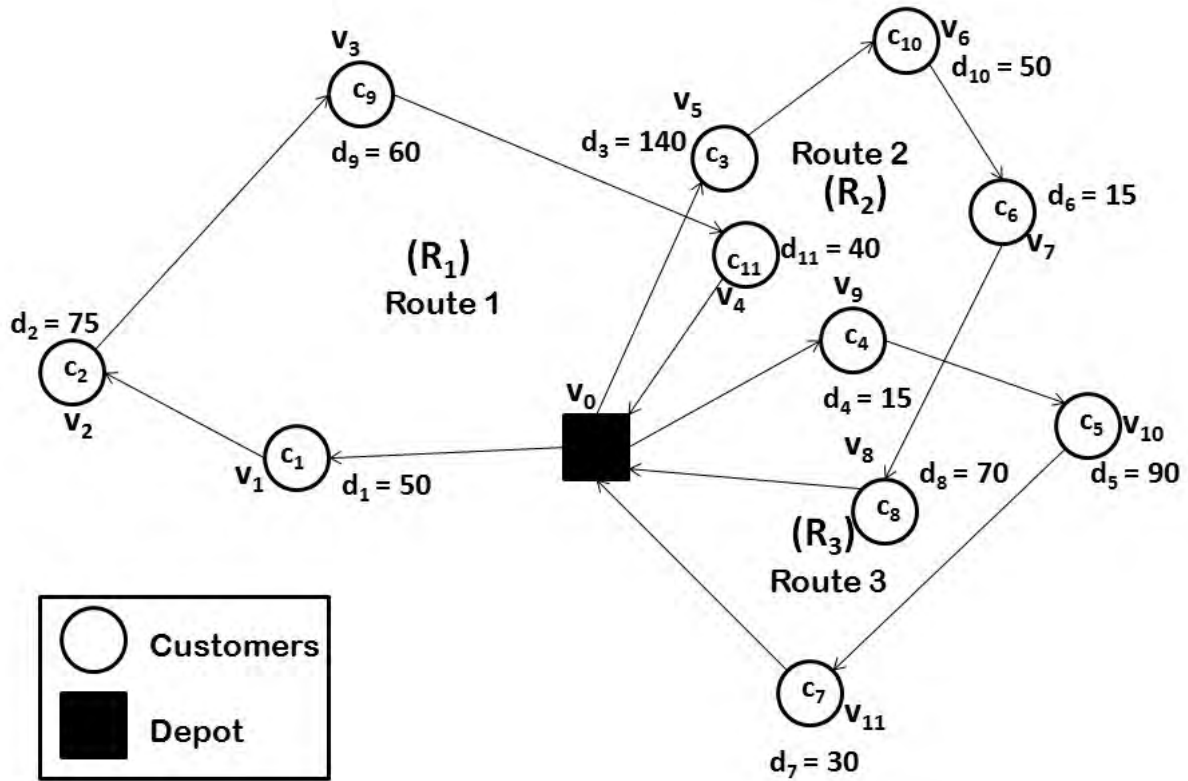 v₃
c₉
d₉ = 60
c₁₀
v₆
d₁₀ = 50
v₅
d₃ = 140
c₃
Route 2
(R₂)
c₆
d₆ = 15
v₇
(R₁)
Route 1
c₁₁
d₁₁ = 40
v₄
v₉
c₄
d₄ = 15
d₂ = 75
c₂
v₂
v₀
c₅
v₁₀
d₅ = 90
c₁
v₁
d₁ = 50
v₈
d₈ = 70
c₈
(R₃)
Route 3
c₇
v₁₁
d₇ = 30
Customers
Depot